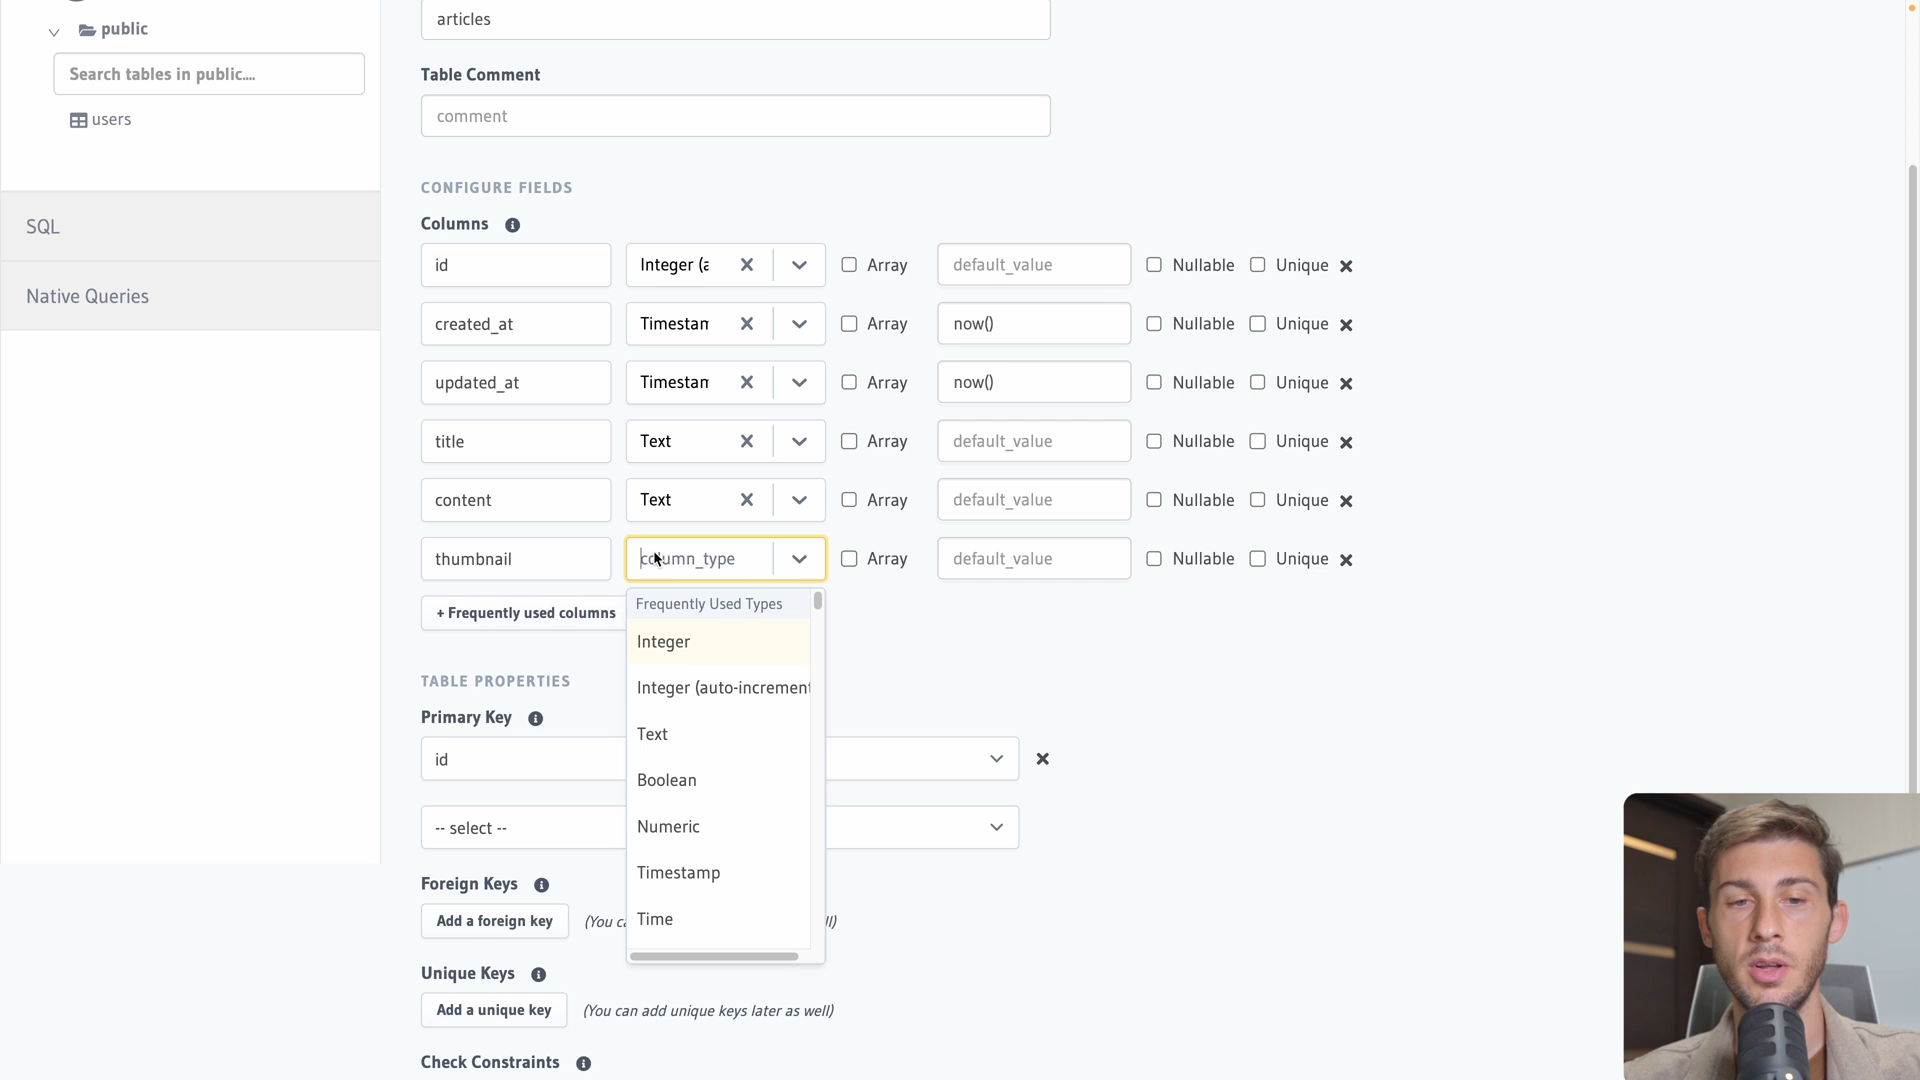 public
Search tables in public....
users
SQL
Native Queries
articles
Table Comment
comment
CONFIGURE FIELDS
Columns
id Integer (a Array default_value Nullable Unique
created_at Timestam Array now() Nullable Unique
updated_at Timestam Array now() Nullable Unique
title Text Array default_value Nullable Unique
content Text Array default_value Nullable Unique
thumbnail column_type Array default_value Nullable Unique
+ Frequently used columns
Frequently Used Types
Integer
Integer (auto-increment
Text
Boolean
Numeric
Timestamp
Time
TABLE PROPERTIES
Primary Key
id
-- select --
Foreign Keys
Add a foreign key (You ca
Unique Keys
Add a unique key (You can add unique keys later as well)
Check Constraints